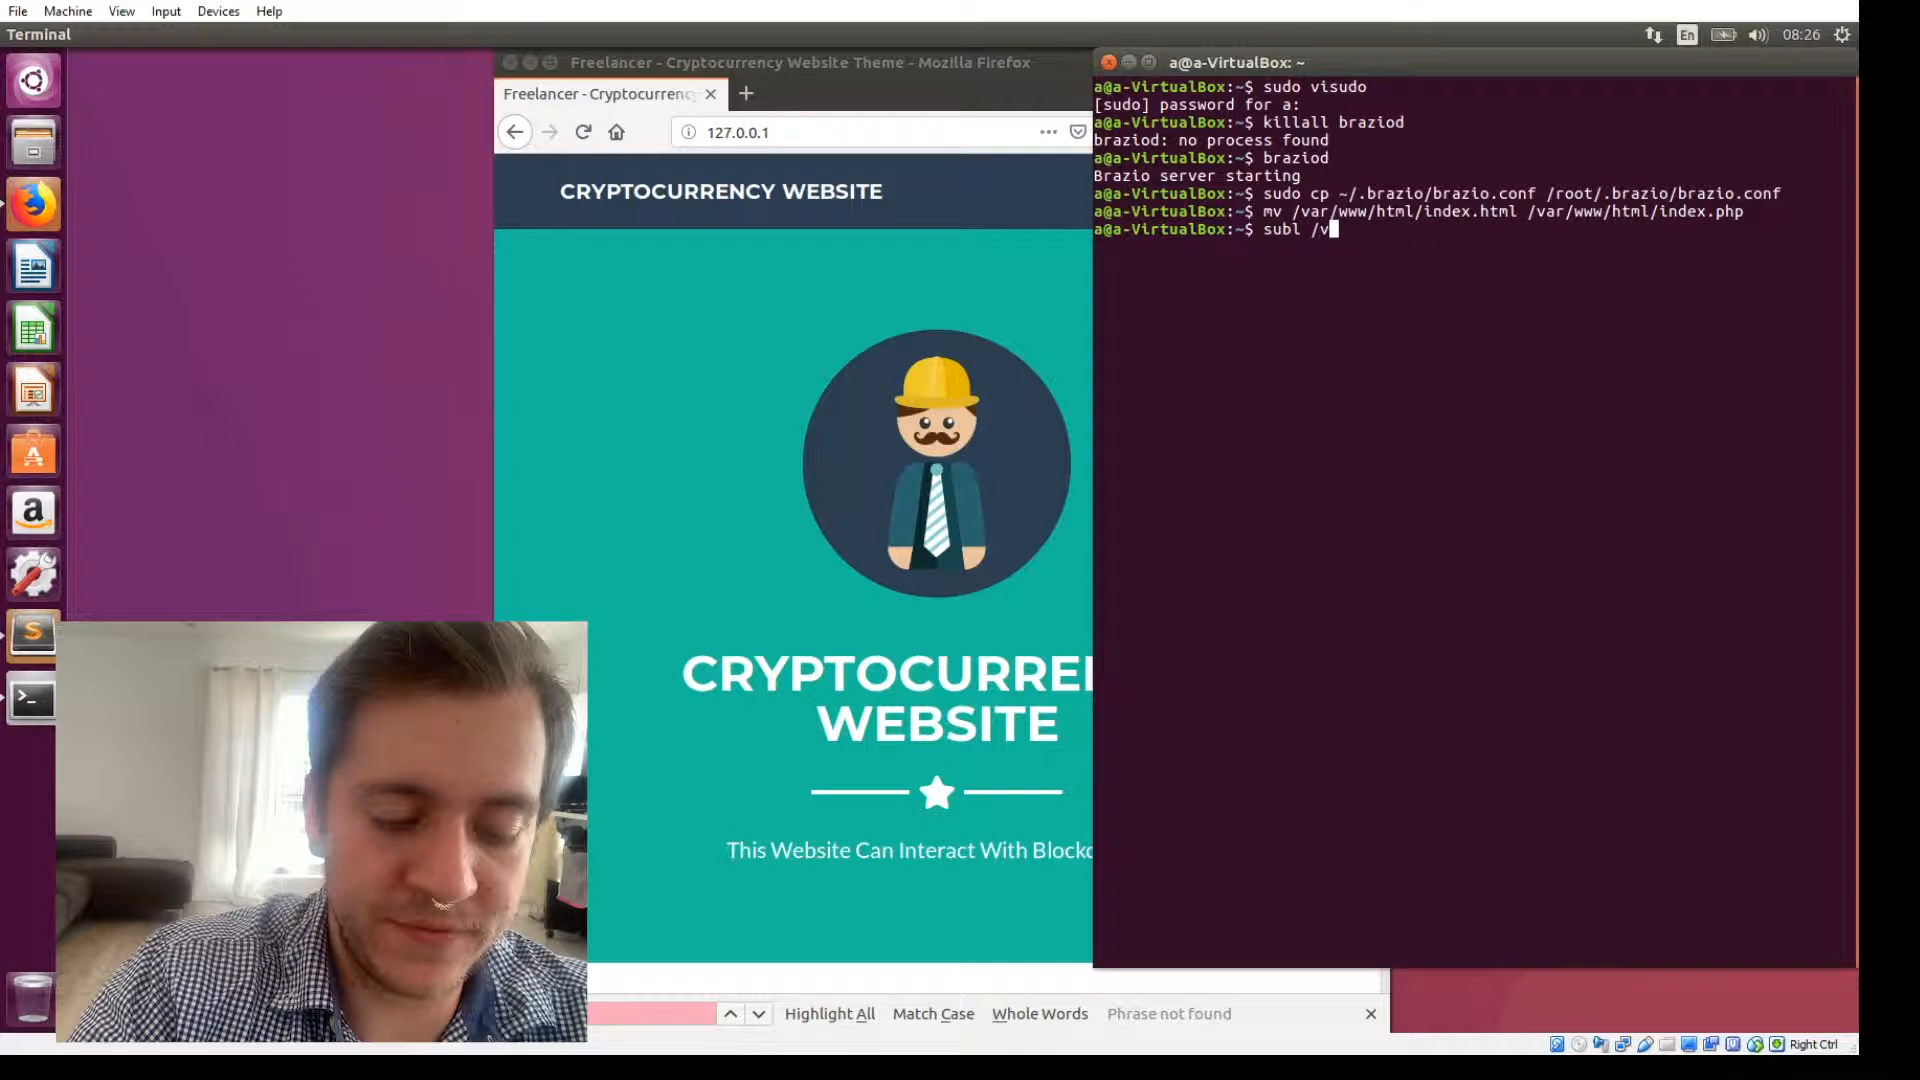 File Machine View Input Devices Help
Terminal
En
08:26
Freelancer - Cryptocurrency Website Theme - Mozilla Firefox
Freelancer - Cryptocurrenc
127.0.0.1
CRYPTOCURRENCY WEBSITE
CRYPTOCURRE
WEBSITE
This Website Can Interact With Blockc
Highlight All Match Case Whole Words Phrase not found
a@a-VirtualBox: ~
a@a-VirtualBox:~$ sudo visudo
[sudo] password for a:
a@a-VirtualBox:~$ killall braziod
braziod: no process found
a@a-VirtualBox:~$ braziod
Brazio server starting
a@a-VirtualBox:~$ sudo cp ~/.brazio/brazio.conf /root/.brazio/brazio.conf
a@a-VirtualBox:~$ mv /var/www/html/index.html /var/www/html/index.php
a@a-VirtualBox:~$ subl /v
Right Ctrl